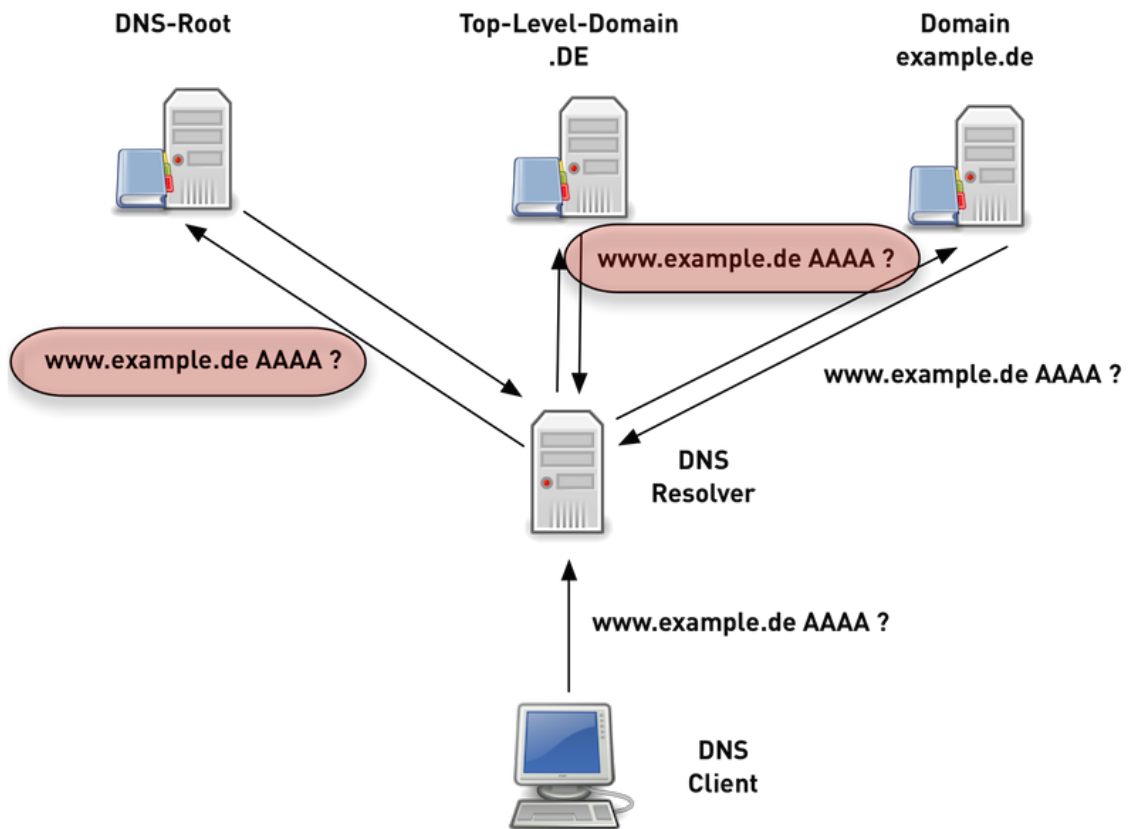 DNS-Root
Top-Level-Domain
.DE
Domain
example.de
www.example.de AAAA ?
www.example.de AAAA ?
www.example.de AAAA ?
DNS
Resolver
www.example.de AAAA ?
DNS
Client